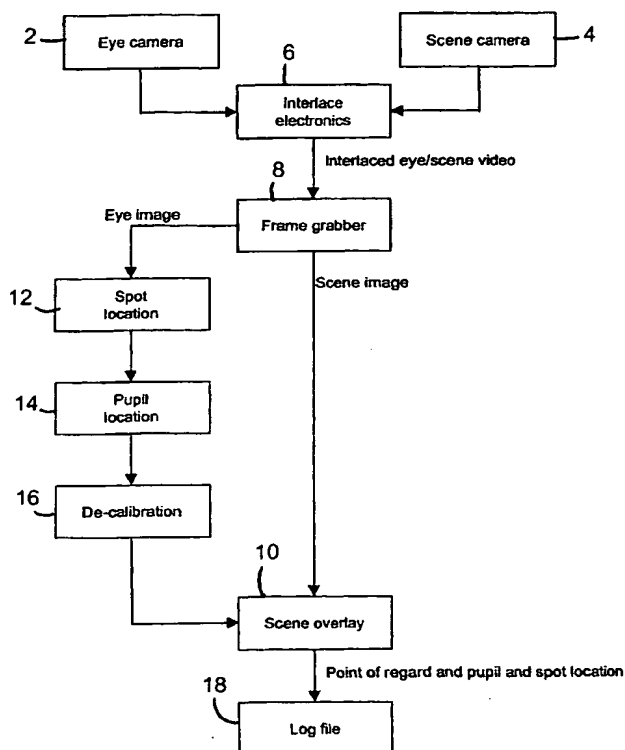 2
Eye camera
Scene camera
4
6
Interlace
electronics
Interlaced eye/scene video
8
Frame grabber
Eye image
Scene image
12
Spot
location
14
Pupil
location
16
De-calibration
10
Scene overlay
Point of regard and pupil and spot location
18
Log file